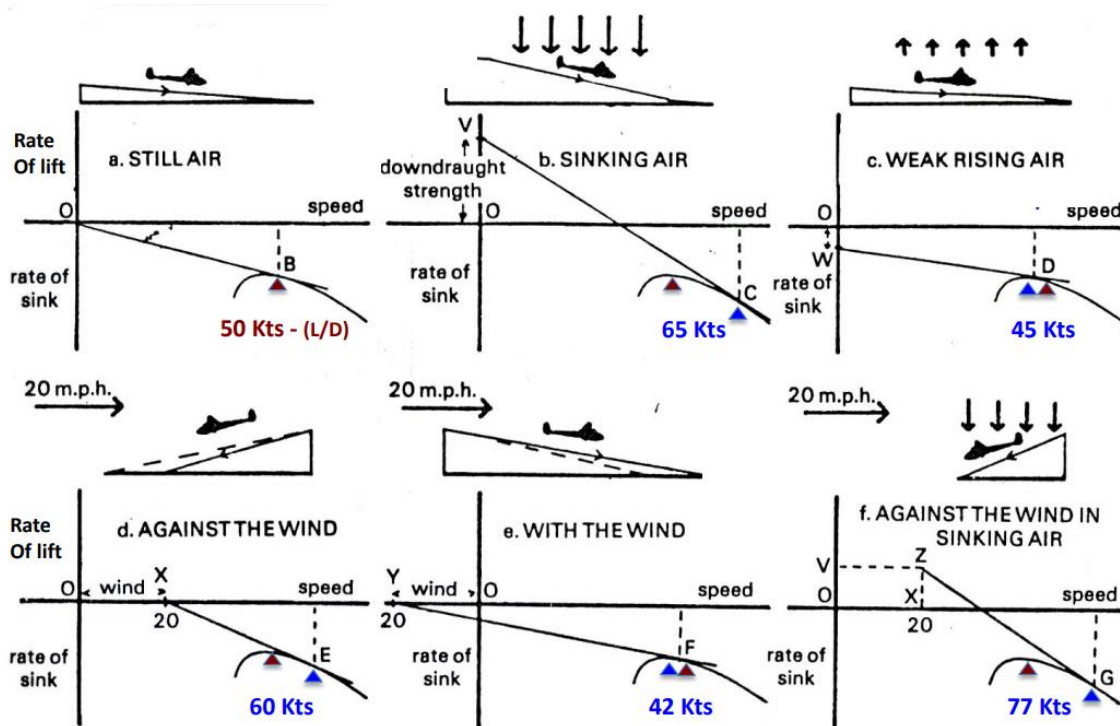 Rate
Of lift
a. STILL AIR
O
speed
rate of
sink
B
50 Kts - (L/D)
V
downdraught
strength
b. SINKING AIR
O
speed
rate of
sink
C
65 Kts
c. WEAK RISING AIR
O
speed
W
rate of
sink
D
45 Kts
20 m.p.h.
Rate
Of lift
d. AGAINST THE WIND
O
wind
X
speed
20
rate of
sink
E
60 Kts
20 m.p.h.
e. WITH THE WIND
Y
wind
O
speed
20
rate of
sink
F
42 Kts
20 m.p.h.
f. AGAINST THE WIND IN
SINKING AIR
V
Z
O
X
speed
20
rate of
sink
G
77 Kts